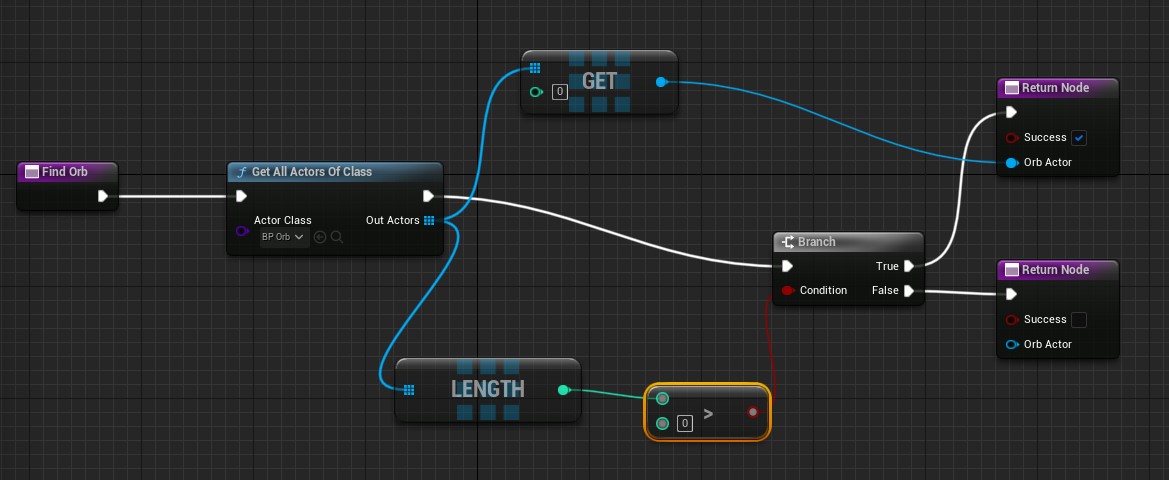 GET
0
Return Node
Success
Orb Actor
Find Orb
Get All Actors Of Class
Actor Class
Out Actors
BP Orb
Branch
True
Condition
False
Return Node
Success
Orb Actor
LENGTH
0
>